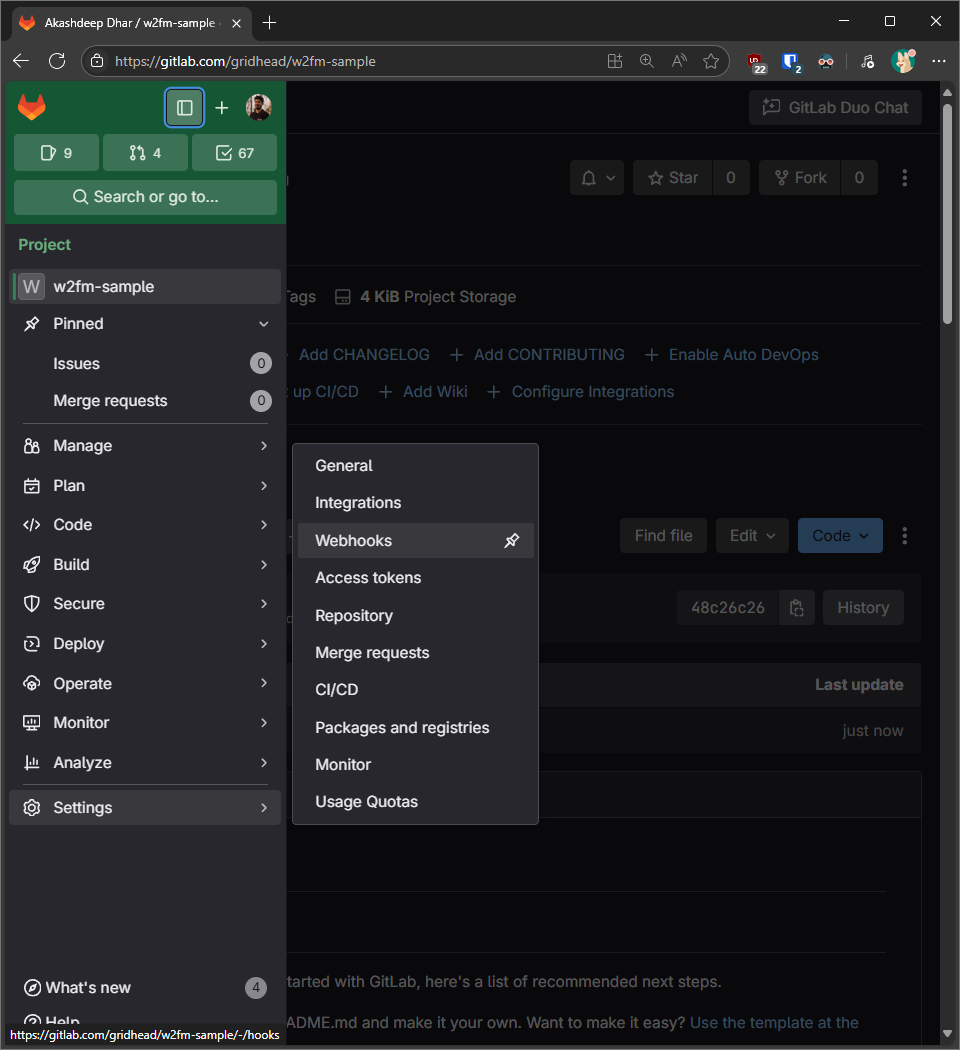 Akashdeep Dhar / w2fm-sample ·
https://gitlab.com/gridhead/w2fm-sample
22
2
GitLab Duo Chat
9
4
67
Search or go to...
Star
0
Fork
0
Project
w2fm-sample
Tags
4 KiB Project Storage
Pinned
Issues
0
Merge requests
0
Add CHANGELOG
Add CONTRIBUTING
Enable Auto DevOps
up CI/CD
Add Wiki
Configure Integrations
Manage
Plan
Code
Build
Secure
Deploy
Operate
Monitor
Analyze
Settings
General
Integrations
Webhooks
Access tokens
Repository
Merge requests
CI/CD
Packages and registries
Monitor
Usage Quotas
Find file
Edit
Code
48c26c26
History
Last update
just now
What's new
4
Help
started with GitLab, here's a list of recommended next steps.
ADME.md and make it your own. Want to make it easy? Use the template at the
https://gitlab.com/gridhead/w2fm-sample/-/hooks